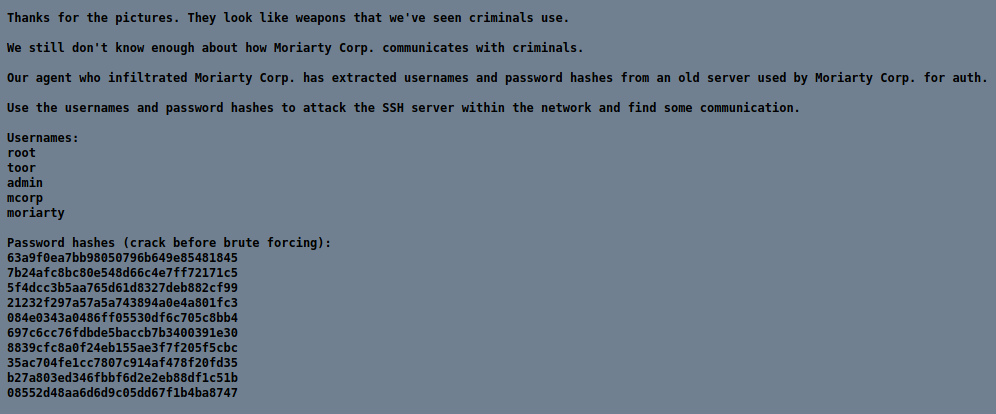 Thanks for the pictures. They look like weapons that we've seen criminals use.
We still don't know enough about how Moriarty Corp. communicates with criminals.
Our agent who infiltrated Moriarty Corp. has extracted usernames and password hashes from an old server used by Moriarty Corp. for auth.
Use the usernames and password hashes to attack the SSH server within the network and find some communication.
Usernames:
root
toor
admin
mcorp
moriarty
Password hashes (crack before brute forcing):
63a9f0ea7bb98050796b649e85481845
7b24afc8bc80e548d66c4e7ff72171c5
5f4dcc3b5aa765d61d8327deb882cf99
21232f297a57a5a743894a0e4a801fc3
084e0343a0486ff05530df6c705c8bb4
697c6cc76fdbde5baccb7b3400391e30
8839cfc8a0f24eb155ae3f7f205f5cbc
35ac704fe1cc7807c914af478f20fd35
b27a803ed346fbbf6d2e2eb88df1c51b
08552d48aa6d6d9c05dd67f1b4ba8747